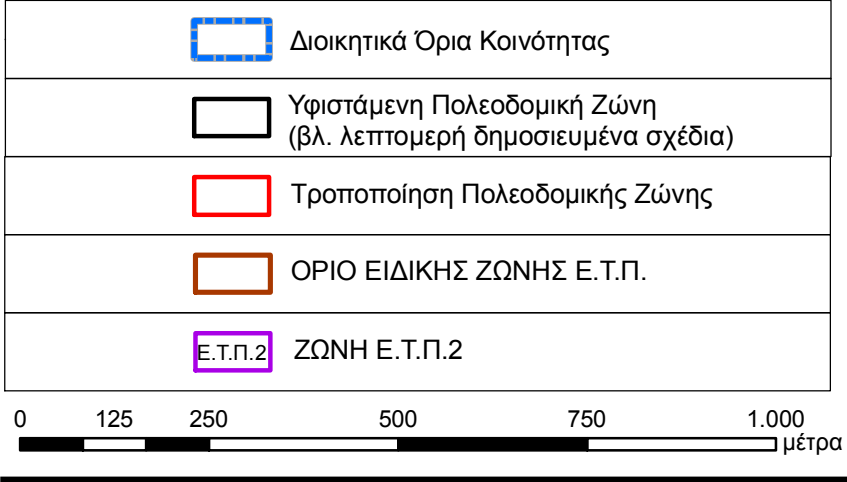 Διοικητικά Όρια Κοινότητας
Υφιστάμενη Πολεοδομική Ζώνη
(βλ. λεπτομερή δημοσιευμένα σχέδια)
Τροποποίηση Πολεοδομικής Ζώνης
ΟΡΙΟ ΕΙΔΙΚΗΣ ΖΩΝΗΣ Ε.Τ.Π.
Ε.Τ.Π.2 ΖΩΝΗ Ε.Τ.Π.2
0 125 250 500 750 1.000
μέτρα